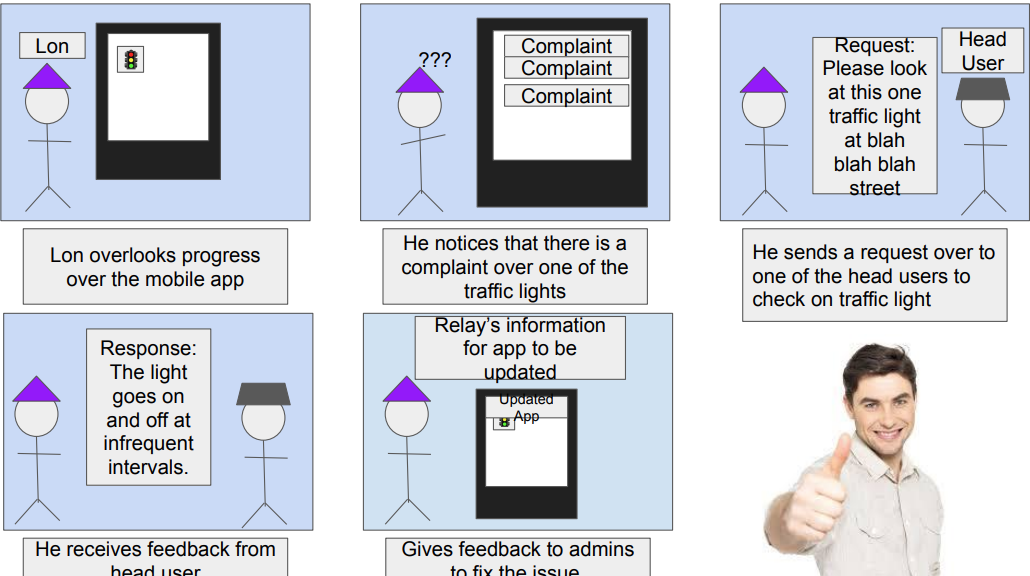 Lon
Lon overlooks progress
over the mobile app
???
Complaint
Complaint
Complaint
He notices that there is a
complaint over one of the
traffic lights
Request:
Please look
at this one
traffic light
at blah
blah blah
street
Head
User
He sends a request over to
one of the head users to
check on traffic light
Response:
The light
goes on
and off at
infrequent
intervals.
He receives feedback from
head user
Relay's information
for app to be
updated
Updated
App
Gives feedback to admins
to fix the issue